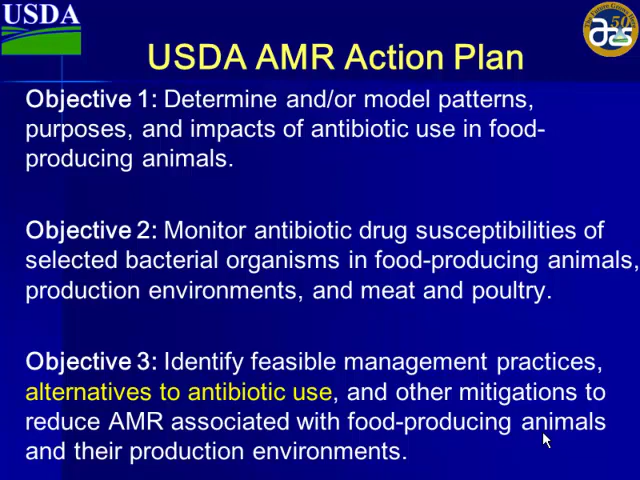 USDA
USDA AMR Action Plan
Objective 1: Determine and/or model patterns,
purposes, and impacts of antibiotic use in food-
producing animals.
Objective 2: Monitor antibiotic drug susceptibilities of
selected bacterial organisms in food-producing animals,
production environments, and meat and poultry.
Objective 3: Identify feasible management practices,
alternatives to antibiotic use, and other mitigations to
reduce AMR associated with food-producing animals
and their production environments.